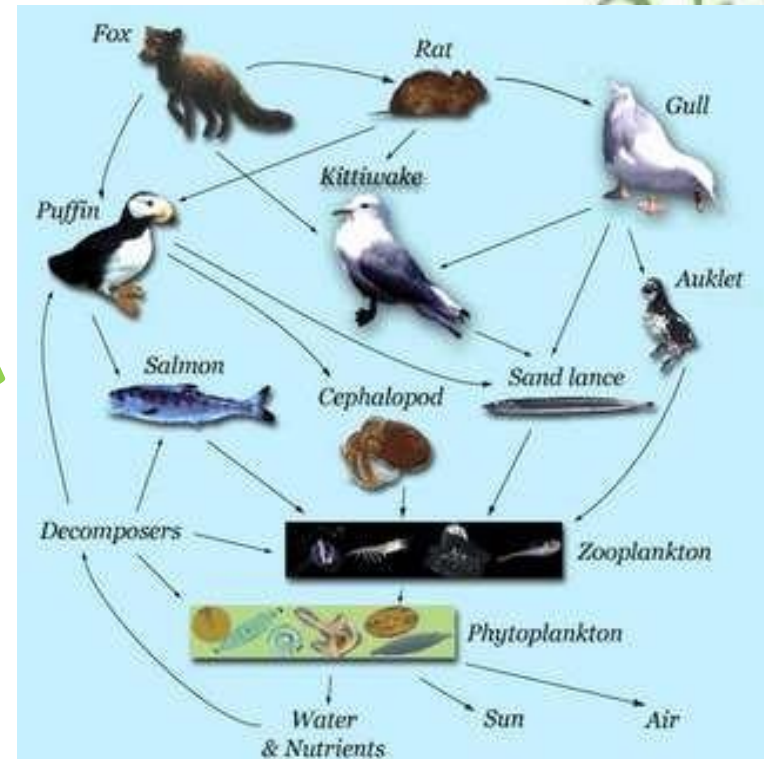 Fox
Rat
Gull
Kittiwake
Puffin
Auklet
Salmon
Sand lance
Cephalopod
Decomposers
Zooplankton
Phytoplankton
Water
& Nutrients
Sun
Air